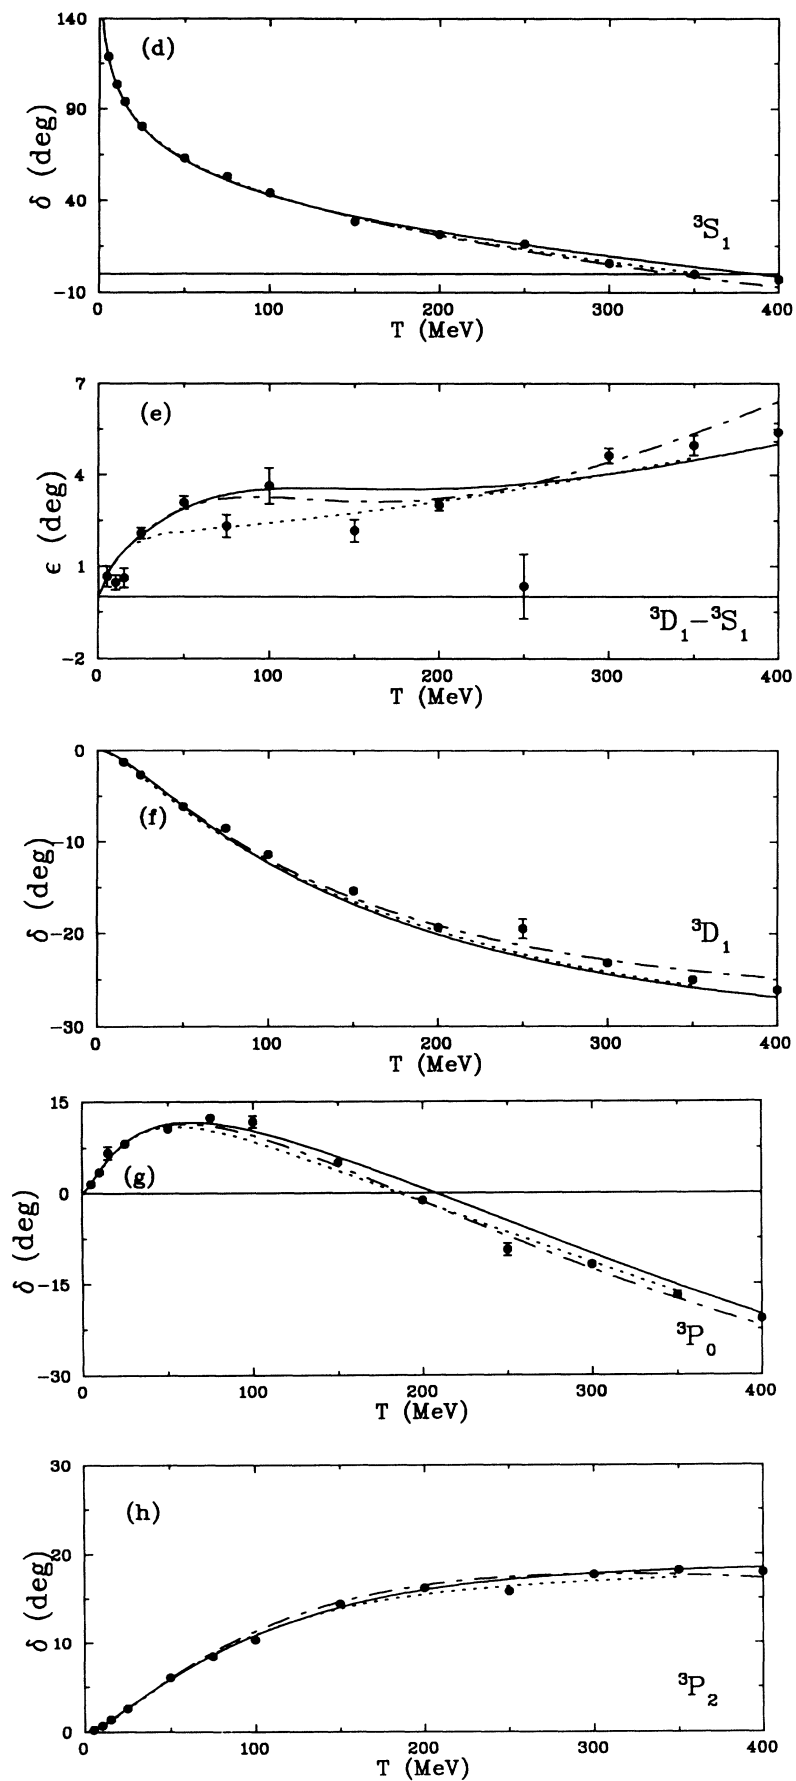 140
(d)
90
δ (deg)
40
³S₁
-10
0
100
200
300
400
T (MeV)
7
(e)
4
ϵ (deg)
1
³D₁-³S₁
-2
0
100
200
300
400
T (MeV)
0
(f)
-10
δ (deg)
³D₁
-20
-30
0
100
200
300
400
T (MeV)
15
(g)
0
δ (deg)
-15
³P₀
-30
0
100
200
300
400
T (MeV)
30
(h)
20
δ (deg)
10
³P₂
0
0
100
200
300
400
T (MeV)